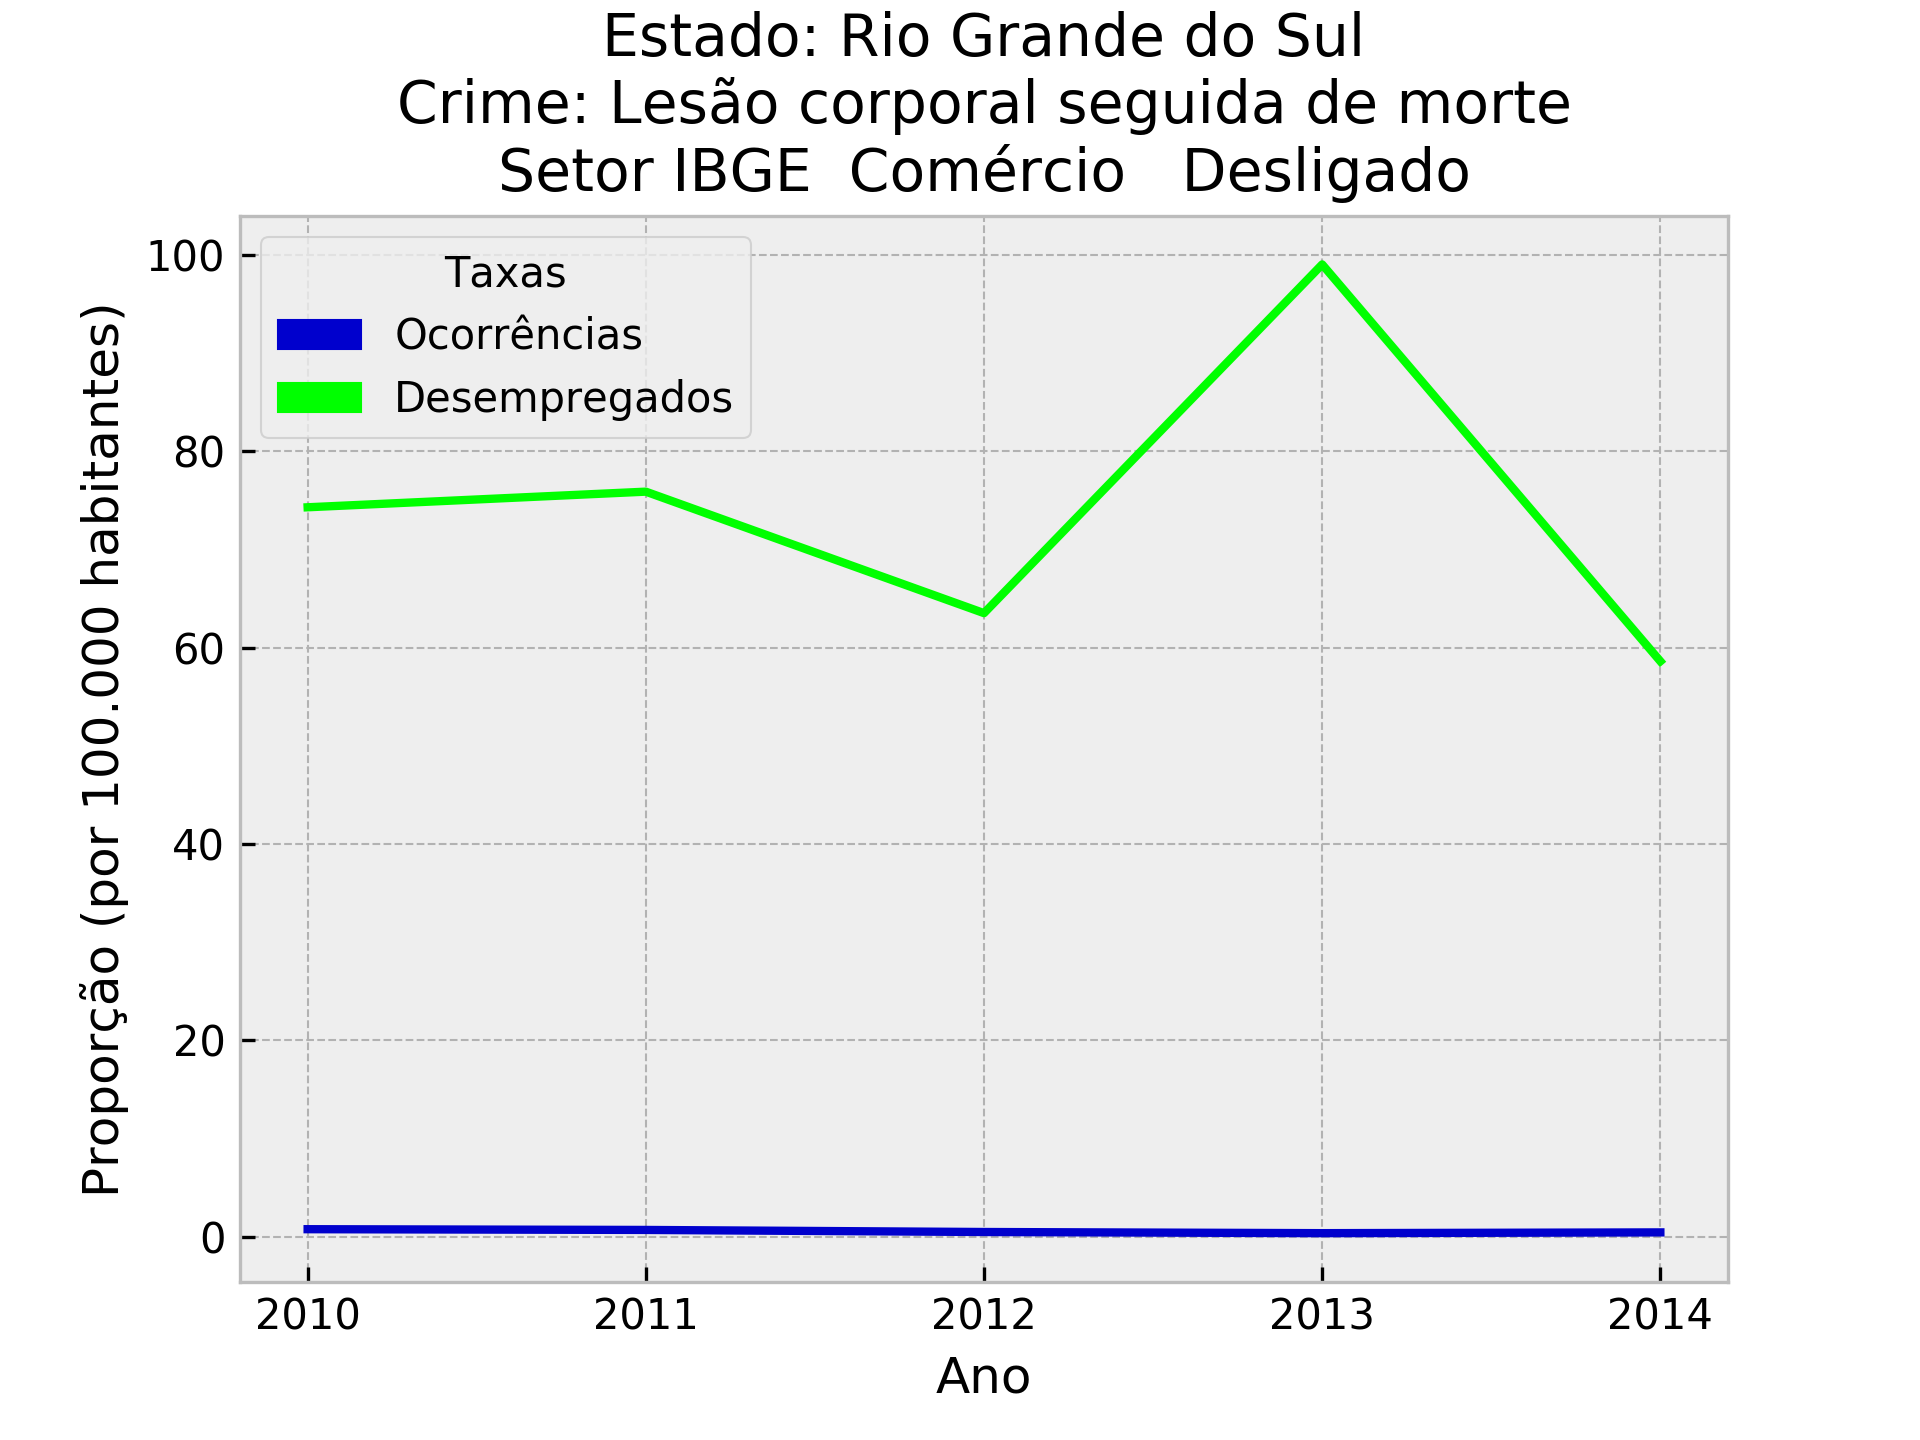 Estado: Rio Grande do Sul
Crime: Lesão corporal seguida de morte
Setor IBGE  Comércio   Desligado
Proporção (por 100.000 habitantes)
100
80
60
40
20
0
Taxas
Ocorrências
Desempregados
2010 2011 2012 2013 2014
Ano